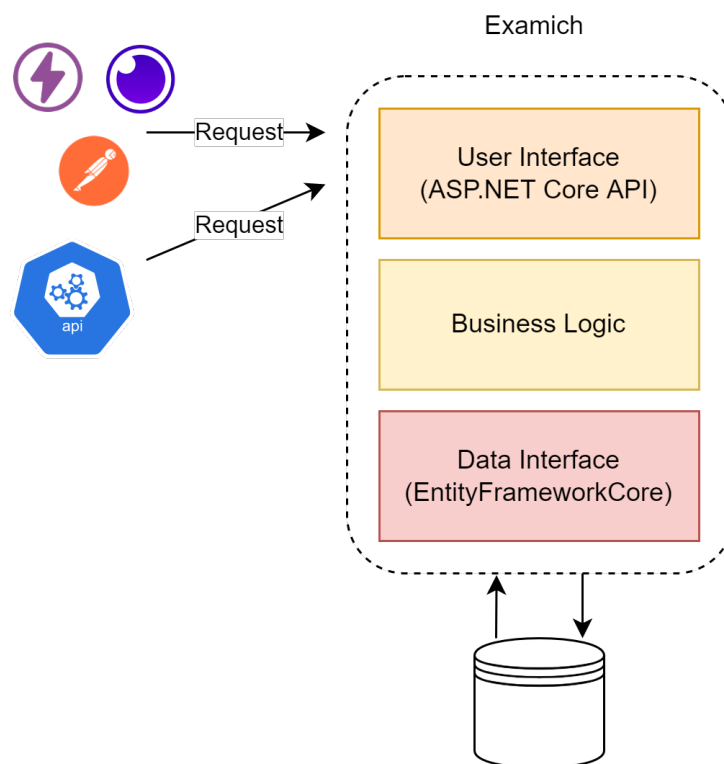 Examich
Request
Request
api
User Interface
(ASP.NET Core API)
Business Logic
Data Interface
(EntityFrameworkCore)